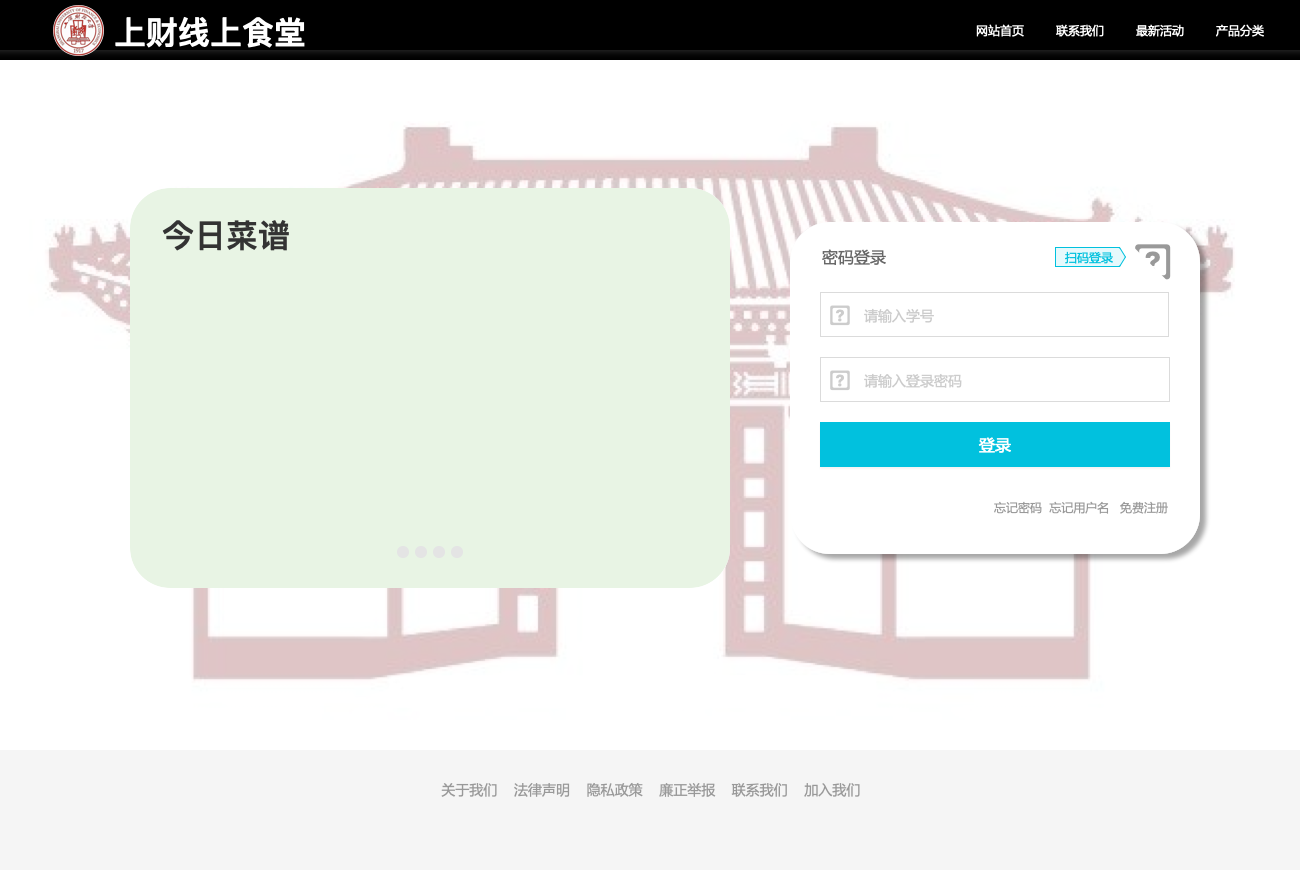 上财线上食堂
网站首页 联系我们 最新活动 产品分类
今日菜谱
密码登录 扫码登录
请输入学号
请输入登录密码
登录
忘记密码 忘记用户名 免费注册
关于我们 法律声明 隐私政策 廉正举报 联系我们 加入我们